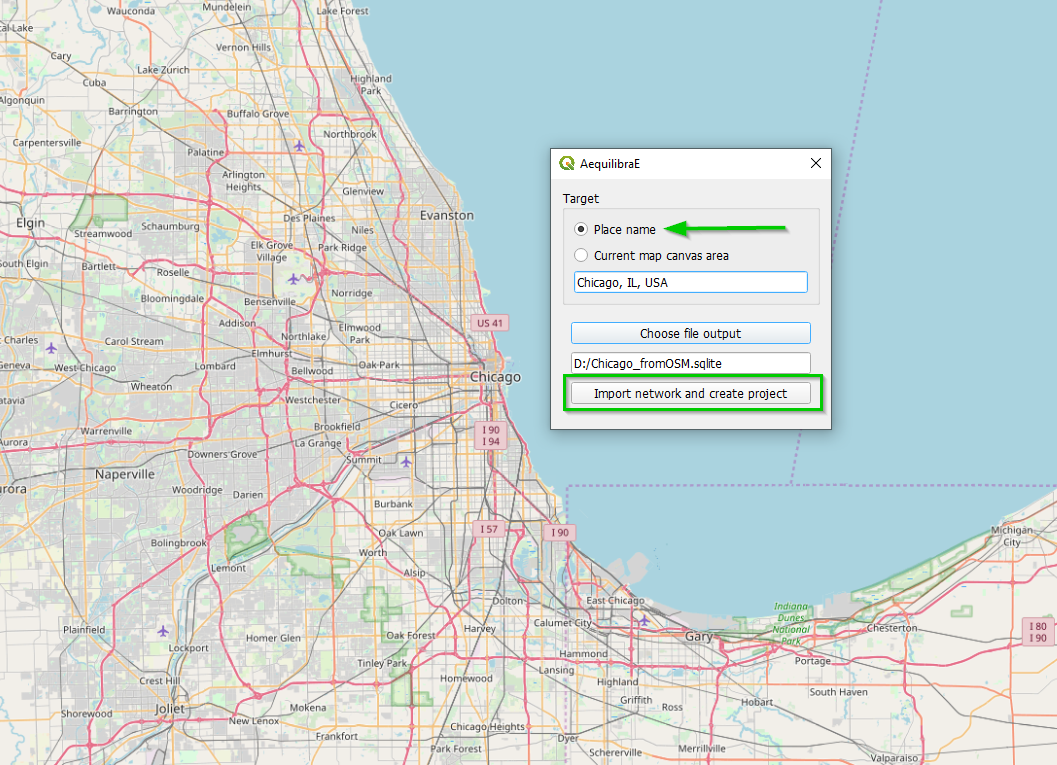 Wauconda
Mundelein
Lake Forest
Vernon Hills
Cary
Lake Zurich
Highland
Park
Cuba
Algonquin
Barrington
Buffalo Grove
Northbrook
Carpentersville
Palatine
Arlington
Heights
Glenview
Elgin
Streamwood
Schaumburg
Des Plaines
Niles
Evanston
Elk Grove
Village
Park Ridge
South Elgin
Bartlett
Roselle
Norridge
Bloomingdale
Bensenville
Addison
Northlake
Elmwood
Park
US 41
Carol Stream
Elmhurst
Lombard
Bellwood
Oak-Park
West-Chicago
Chicago
Wheaton
Westchester
Cicero
Brookfield
Warrenville
La Grange
I 90
I 94
Downers Grove
Summit
Naperville
Woodridge
Darien
Burbank
Oak Lawn
I 57
I 90
Bolingbrook
Worth
Lemont
Alsip
Michigan
City
Dolton
East Chicago
Indiana
Dunes
National
Park
Plainfield
Harvey
Calumet City
Gary
Chesterton
I 80
I 90
Homer Glen
Oak Forest
Lockport
Hammond
Tinley Park
Lansing
Portage
Crest Hill
Homewood
Highland
South Haven
Shorewood
Joliet
Mokena
Griffith
Ross
Hobart
New Lenox
Chicago Heights
Frankfort
Dyer
Park Forest
Schererville
Merrillville
Valparaiso
AequilibraE
Target
Place name
Current map canvas area
Chicago, IL, USA
Choose file output
D:/Chicago_fromOSM.sqlite
Import network and create project